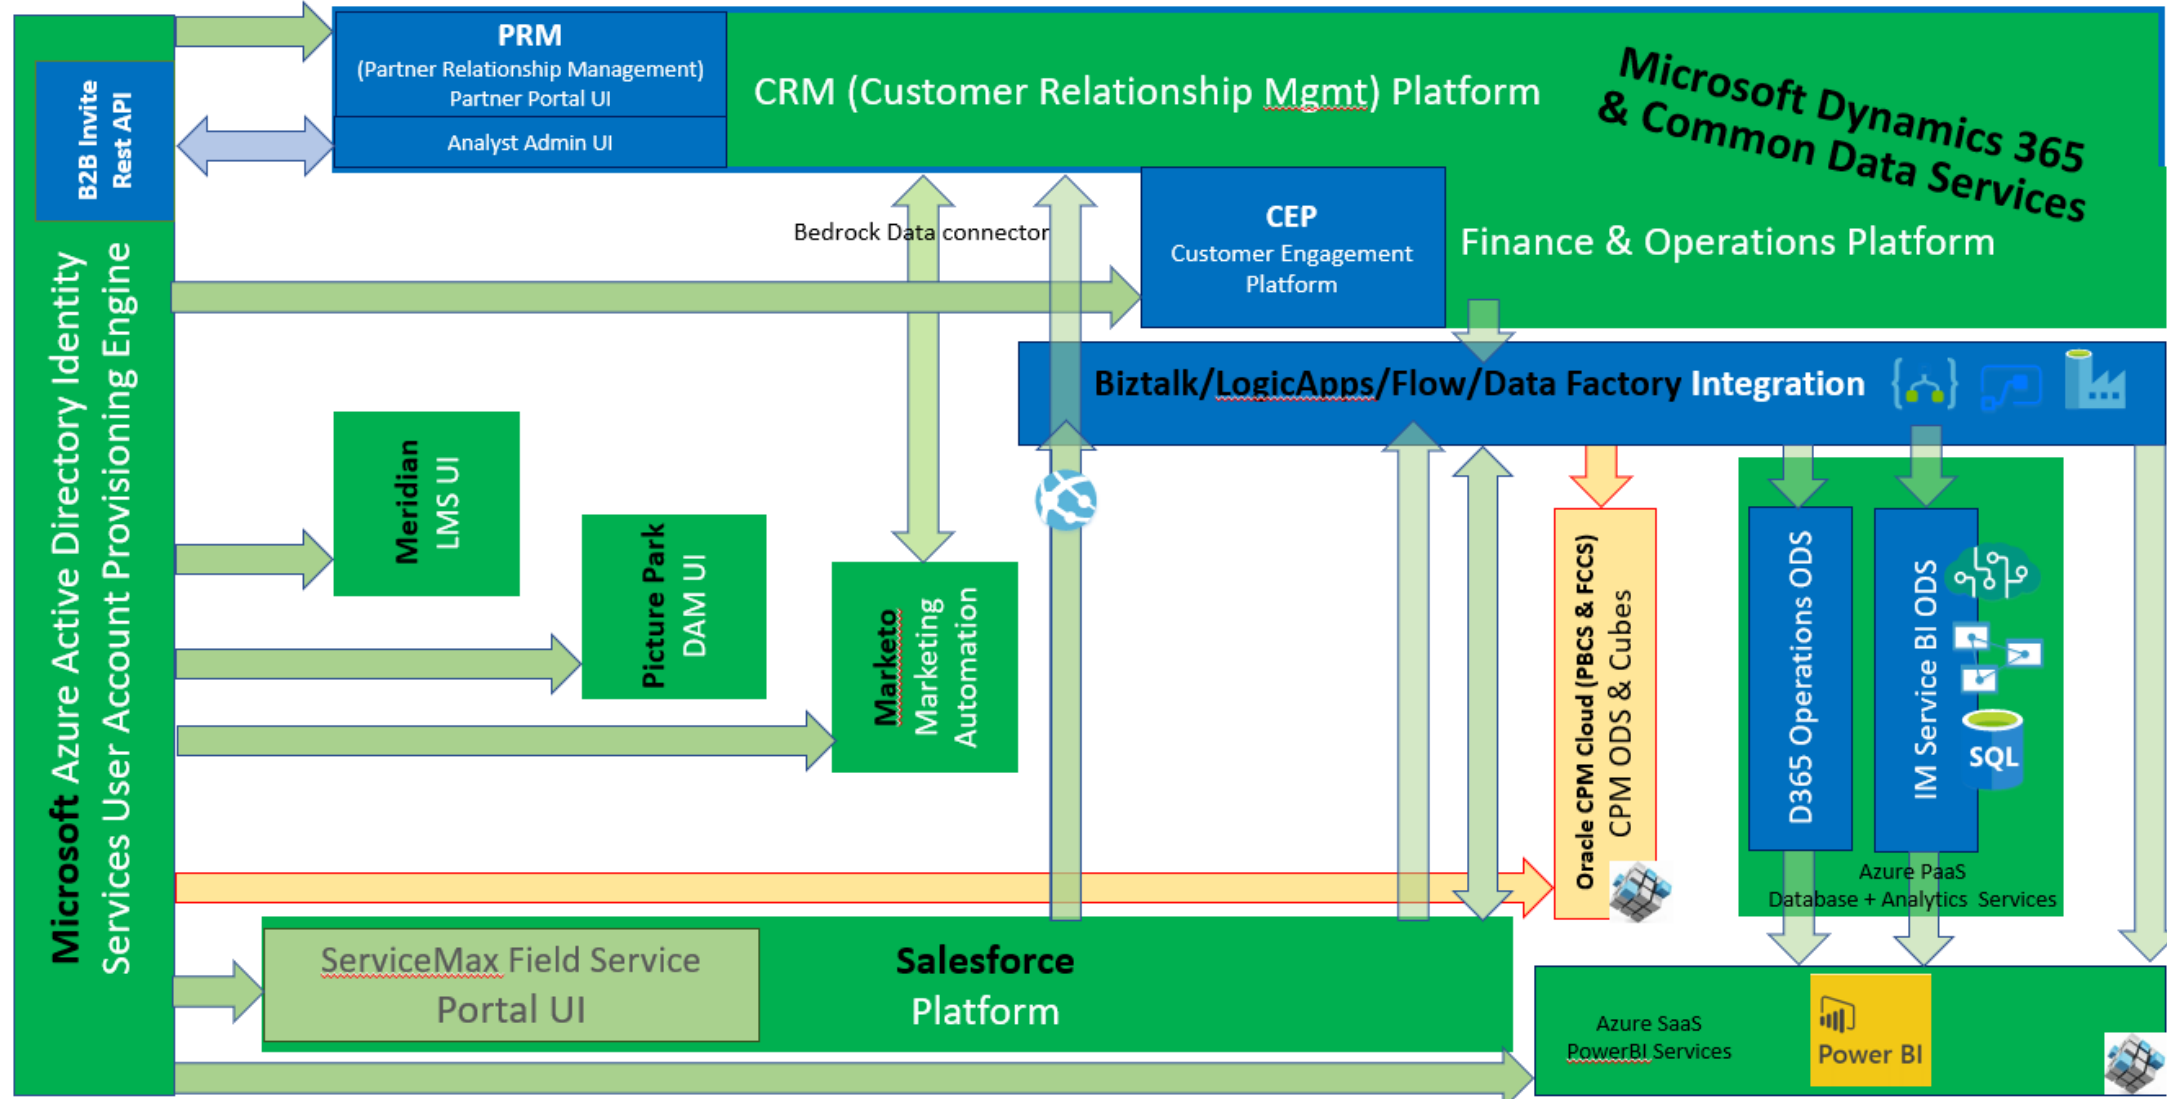 PRM
(Partner Relationship Management)
Partner Portal UI
Analyst Admin UI
CRM (Customer Relationship Mgmt) Platform
Microsoft Dynamics 365
& Common Data Services
B2B Invite
Rest API
Microsoft Azure Active Directory Identity
Services User Account Provisioning Engine
Bedrock Data connector
CEP
Customer Engagement
Platform
Finance & Operations Platform
Biztalk/LogicApps/Flow/Data Factory Integration
Meridian
LMS UI
Picture Park
DAM UI
Marketo
Marketing
Automation
Oracle CPM Cloud (PBCS & FCCS)
CPM ODS & Cubes
D365 Operations ODS
IM Service BI ODS
SQL
Azure PaaS
Database + Analytics Services
ServiceMax Field Service
Portal UI
Salesforce
Platform
Azure SaaS
PowerBI Services
Power BI